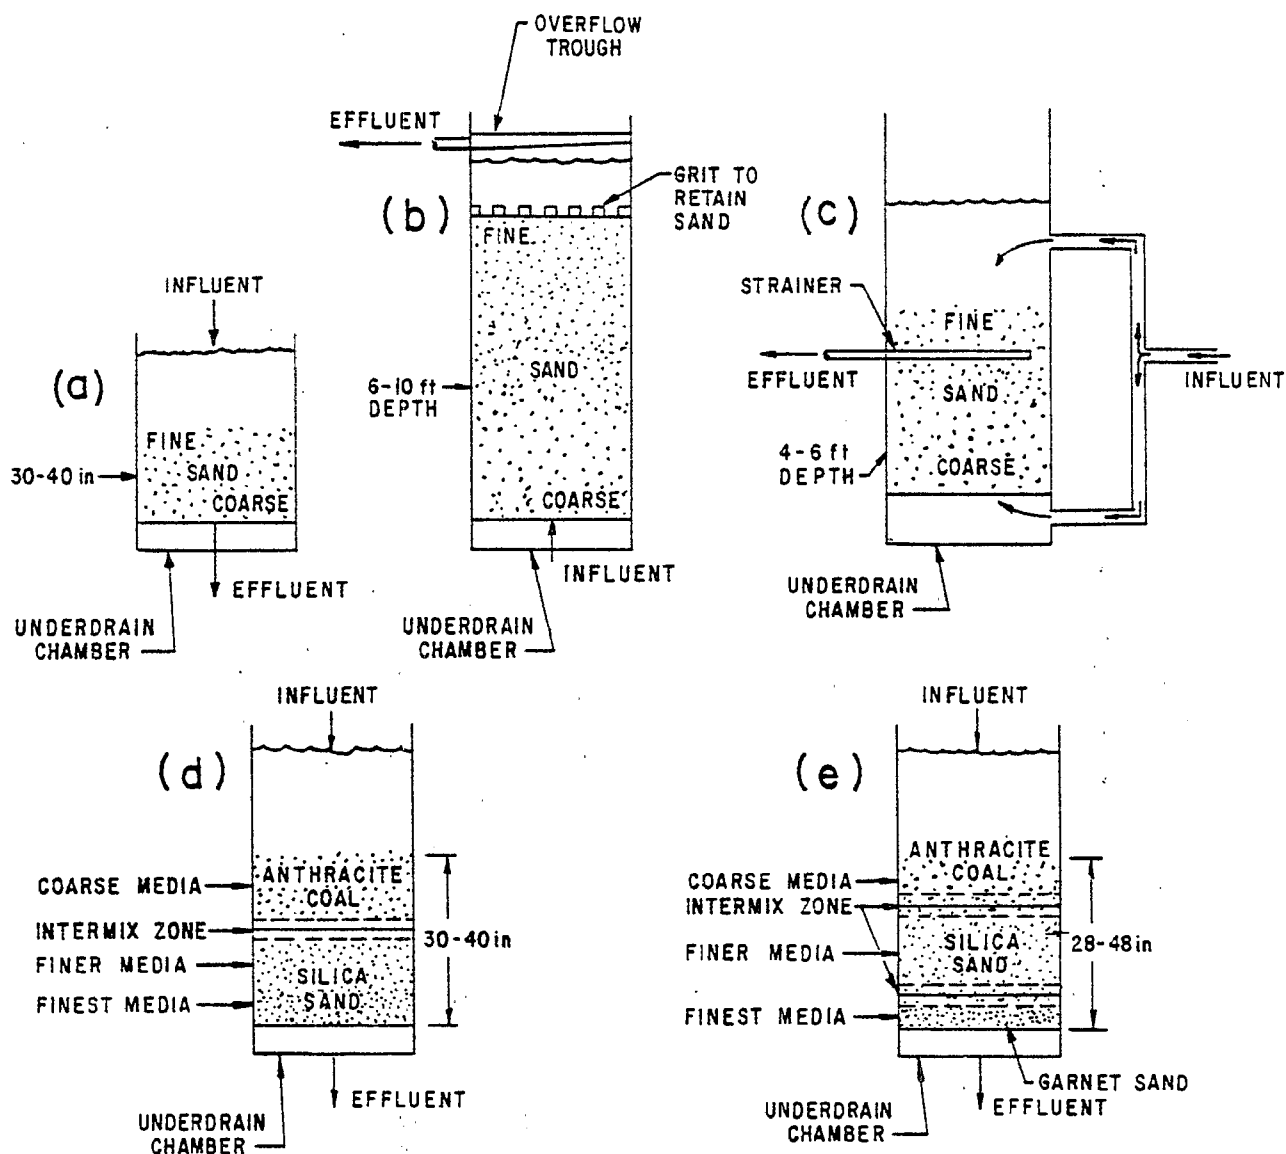 (a)
INFLUENT
FINE
SAND
COARSE
30-40 in
EFFLUENT
UNDERDRAIN
CHAMBER
(b)
OVERFLOW
TROUGH
EFFLUENT
GRIT TO
RETAIN
SAND
FINE
SAND
6-10 ft
DEPTH
COARSE
INFLUENT
UNDERDRAIN
CHAMBER
(c)
STRAINER
FINE
EFFLUENT
INFLUENT
SAND
4-6 ft
DEPTH
COARSE
UNDERDRAIN
CHAMBER
(d)
INFLUENT
ANTHRACITE
COAL
COARSE MEDIA
INTERMIX ZONE
30-40 in
FINER MEDIA
SILICA
SAND
FINEST MEDIA
EFFLUENT
UNDERDRAIN
CHAMBER
(e)
INFLUENT
ANTHRACITE
COAL
COARSE MEDIA
INTERMIX ZONE
SILICA
SAND
28-48 in
FINER MEDIA
FINEST MEDIA
GARNET SAND
EFFLUENT
UNDERDRAIN
CHAMBER